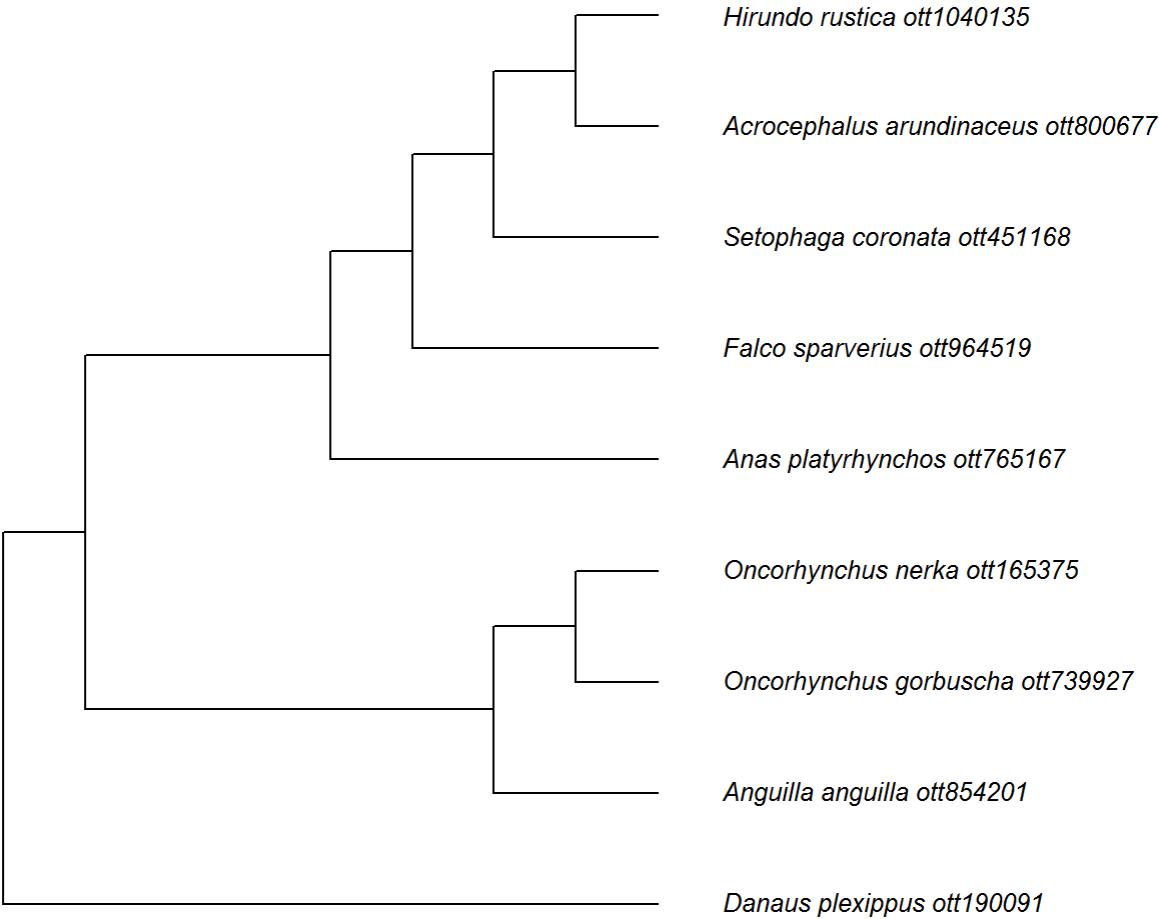 Hirundo rustica ott1040135
Acrocephalus arundinaceus ott800677
Setophaga coronata ott451168
Falco sparverius ott964519
Anas platyrhynchos ott765167
Oncorhynchus nerka ott165375
Oncorhynchus gorbuscha ott739927
Anguilla anguilla ott854201
Danaus plexippus ott190091